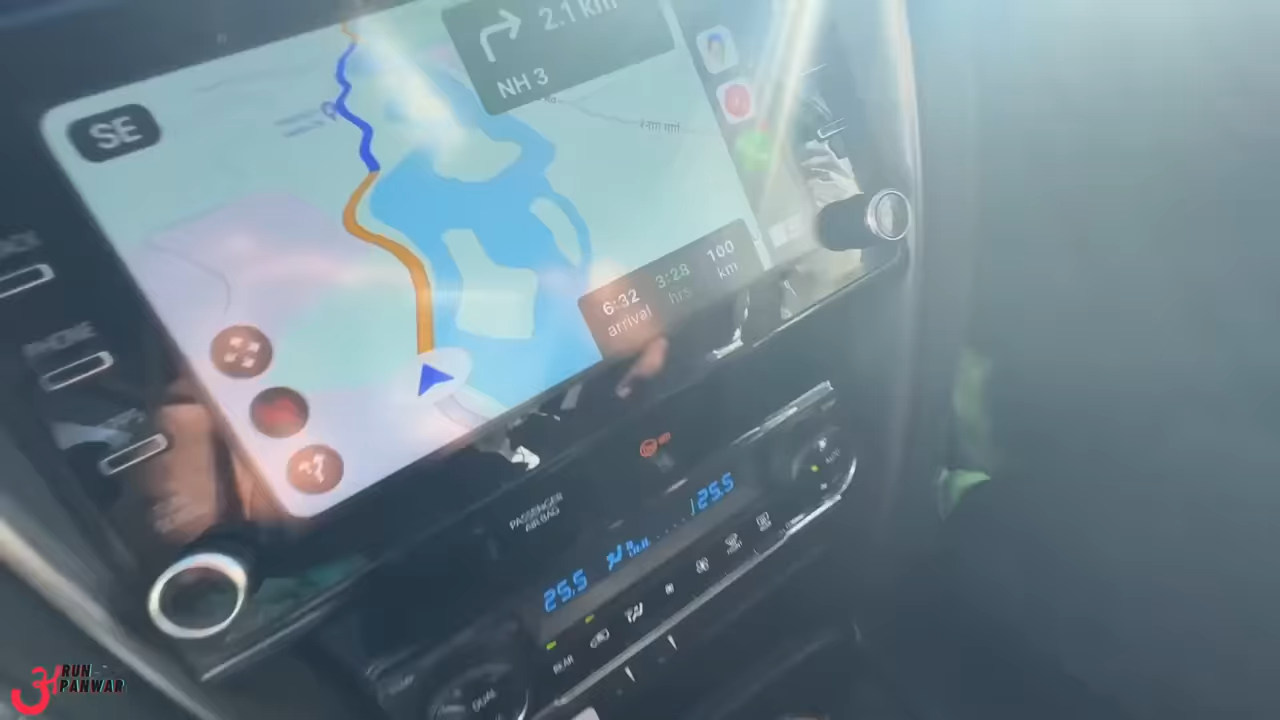 2.1 km
NH 3
SE
6:32
arrival
3:28
hrs
100
km
PHONE
PASSENGER
AIRBAG
25.5
25.5
REAR
DUAL
RUN
PANWAR